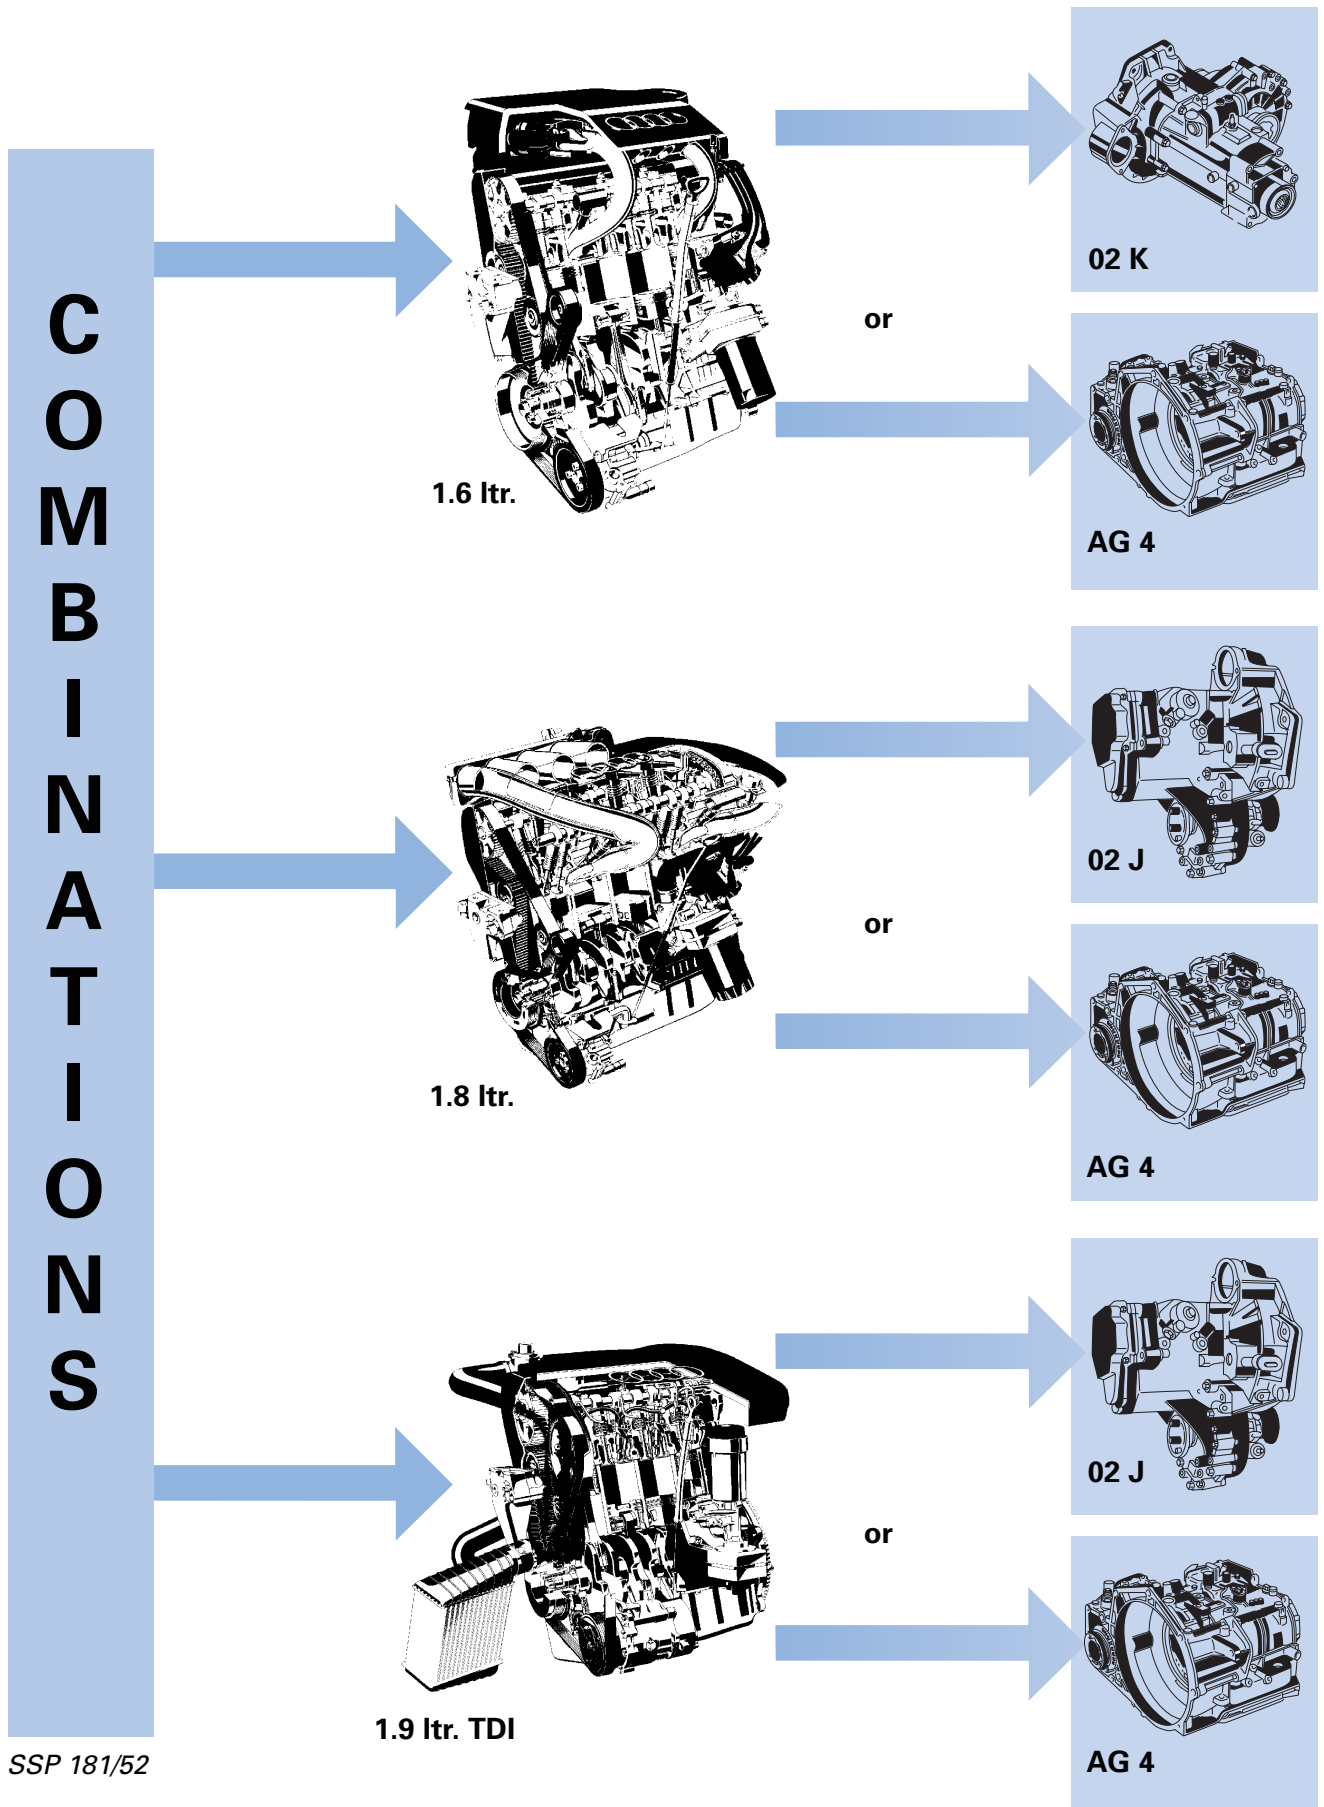 COMBINATIONS
02 K
or
1.6 ltr.
AG 4
02 J
or
1.8 ltr.
AG 4
02 J
or
1.9 ltr. TDI
AG 4
SSP 181/52